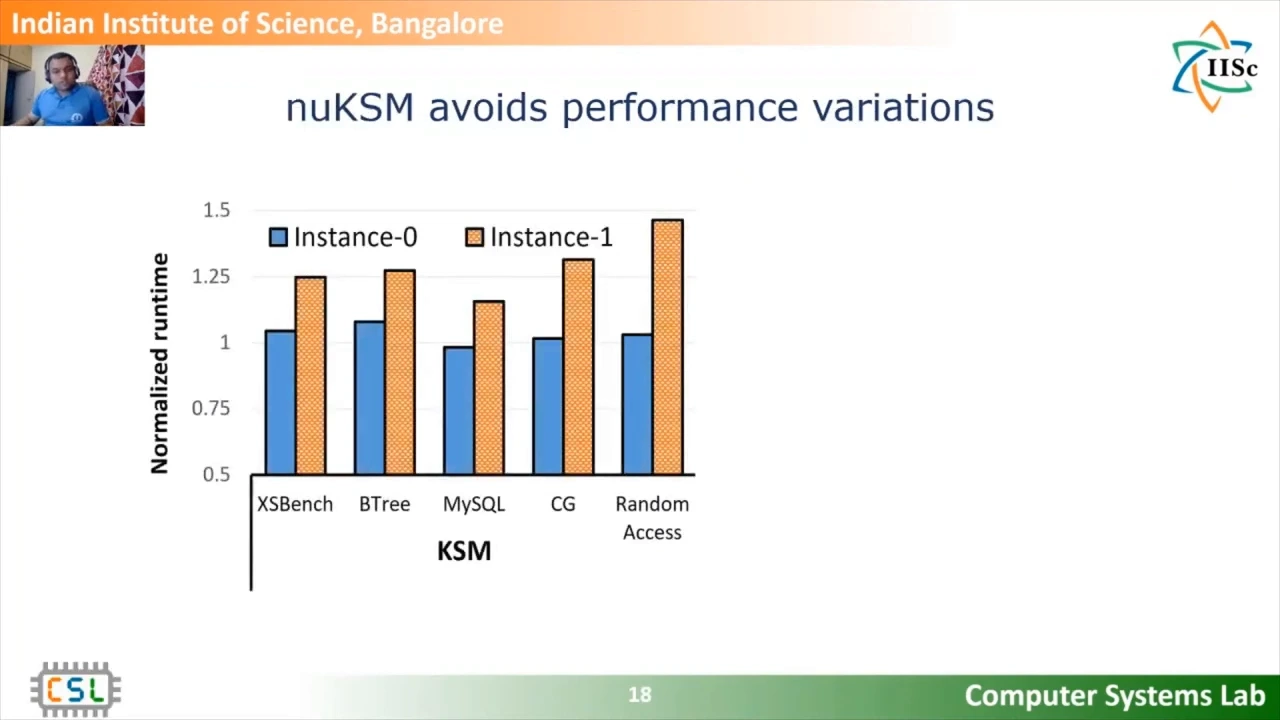 Indian Institute of Science, Bangalore
IISc
nuKSM avoids performance variations
1.5
1.25
1
0.75
0.5
Normalized runtime
Instance-0 Instance-1
XSBench BTree MySQL CG Random Access
KSM
CSL
18
Computer Systems Lab